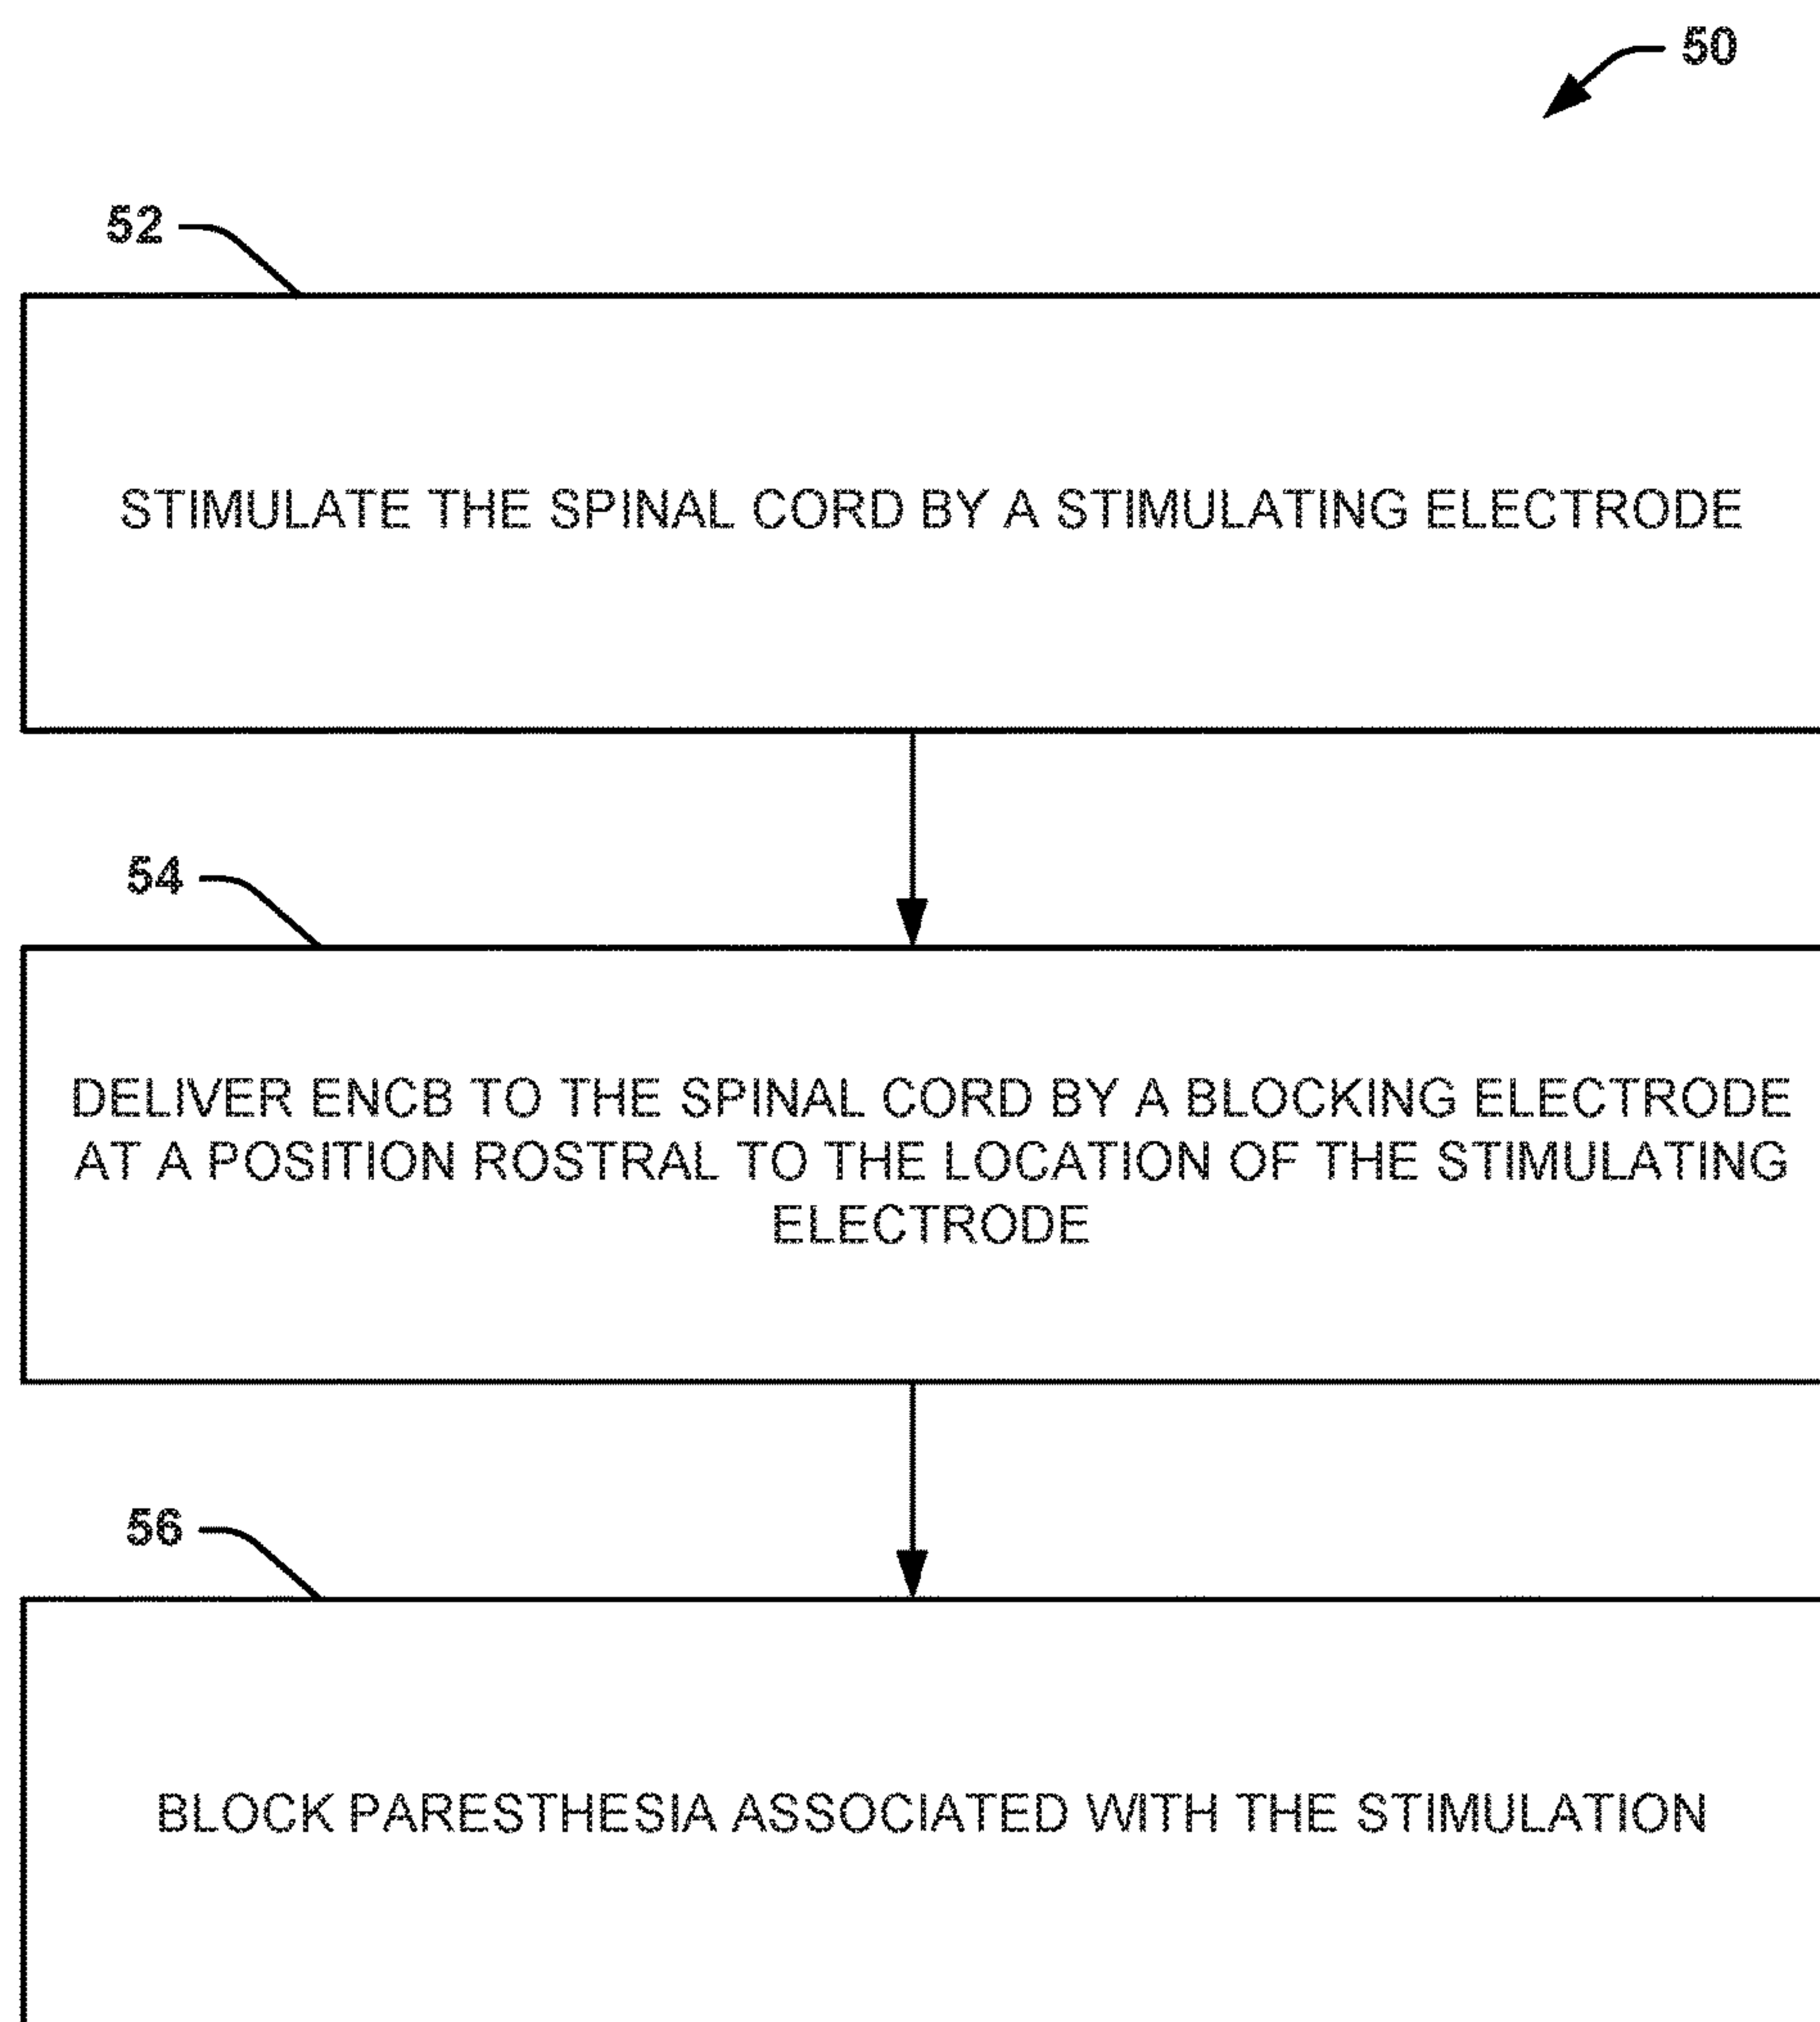 50
52
STIMULATE THE SPINAL CORD BY A STIMULATING ELECTRODE
54
DELIVER ENCB TO THE SPINAL CORD BY A BLOCKING ELECTRODE
AT A POSITION ROSTRAL TO THE LOCATION OF THE STIMULATING
ELECTRODE
56
BLOCK PARESTHESIA ASSOCIATED WITH THE STIMULATION